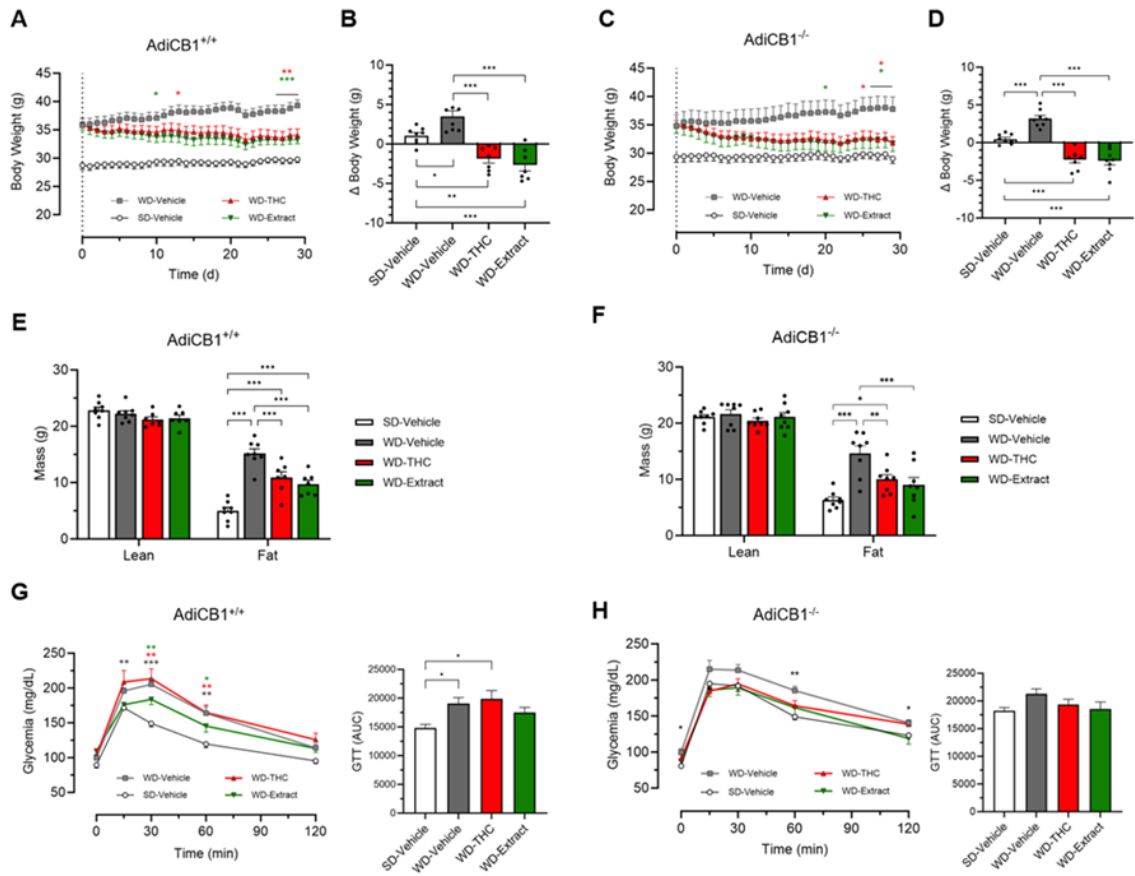 A
AdiCB1+/+
Body Weight (g)
45
40
35
30
25
20
*
*
**
***
WD-Vehicle
WD-THC
SD-Vehicle
WD-Extract
0
10
20
30
Time (d)
B
Δ Body Weight (g)
10
5
0
-5
-10
***
***
*
**
***
SD-Vehicle
WD-Vehicle
WD-THC
WD-Extract
C
AdiCB1-/-
Body Weight (g)
45
40
35
30
25
20
*
*
*
*
WD-Vehicle
WD-THC
SD-Vehicle
WD-Extract
0
10
20
30
Time (d)
D
Δ Body Weight (g)
10
5
0
-5
-10
***
***
***
***
***
SD-Vehicle
WD-Vehicle
WD-THC
WD-Extract
E
AdiCB1+/+
Mass (g)
30
20
10
0
***
***
***
***
***
Lean
Fat
SD-Vehicle
WD-Vehicle
WD-THC
WD-Extract
F
AdiCB1-/-
Mass (g)
30
20
10
0
***
*
***
**
Lean
Fat
SD-Vehicle
WD-Vehicle
WD-THC
WD-Extract
G
AdiCB1+/+
Glycemia (mg/dL)
250
200
150
100
50
**
**
**
***
*
**
**
WD-Vehicle
WD-THC
SD-Vehicle
WD-Extract
0
30
60
90
120
Time (min)
GTT (AUC)
25000
20000
15000
10000
5000
0
*
*
SD-Vehicle
WD-Vehicle
WD-THC
WD-Extract
H
AdiCB1-/-
Glycemia (mg/dL)
250
200
150
100
50
*
**
*
WD-Vehicle
WD-THC
SD-Vehicle
WD-Extract
0
30
60
90
120
Time (min)
GTT (AUC)
25000
20000
15000
10000
5000
0
SD-Vehicle
WD-Vehicle
WD-THC
WD-Extract